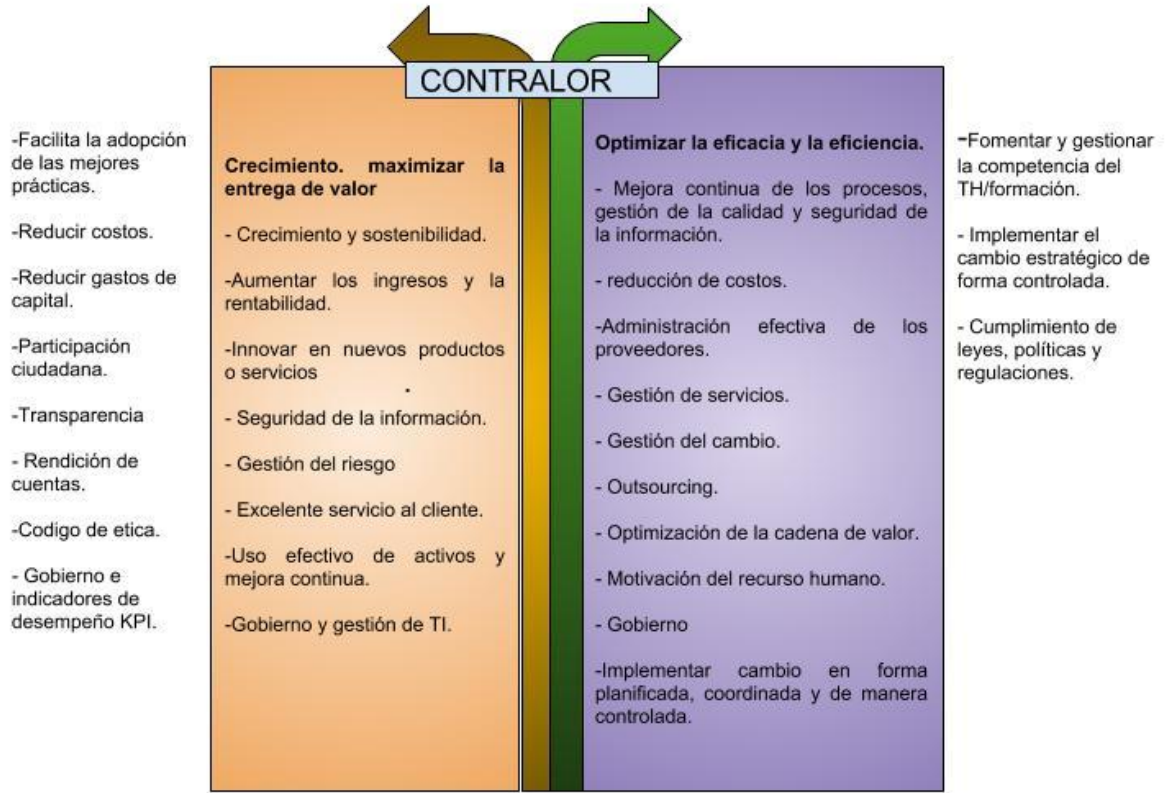 CONTRALOR
-Facilita la adopción
de las mejores
prácticas.
-Reducir costos.
-Reducir gastos de
capital.
-Participación
ciudadana.
-Transparencia
- Rendición de
cuentas.
-Codigo de etica.
- Gobierno e
indicadores de
desempeño KPI.
Crecimiento. maximizar la
entrega de valor
- Crecimiento y sostenibilidad.
-Aumentar los ingresos y la
rentabilidad.
-Innovar en nuevos productos
o servicios
.
- Seguridad de la información.
- Gestión del riesgo
- Excelente servicio al cliente.
-Uso efectivo de activos y
mejora continua.
-Gobierno y gestión de TI.
Optimizar la eficacia y la eficiencia.
- Mejora continua de los procesos,
gestión de la calidad y seguridad de
la información.
- reducción de costos.
-Administración efectiva de los
proveedores.
- Gestión de servicios.
- Gestión del cambio.
- Outsourcing.
- Optimización de la cadena de valor.
- Motivación del recurso humano.
- Gobierno
-Implementar cambio en forma
planificada, coordinada y de manera
controlada.
-Fomentar y gestionar
la competencia del
TH/formación.
- Implementar el
cambio estratégico de
forma controlada.
- Cumplimiento de
leyes, políticas y
regulaciones.